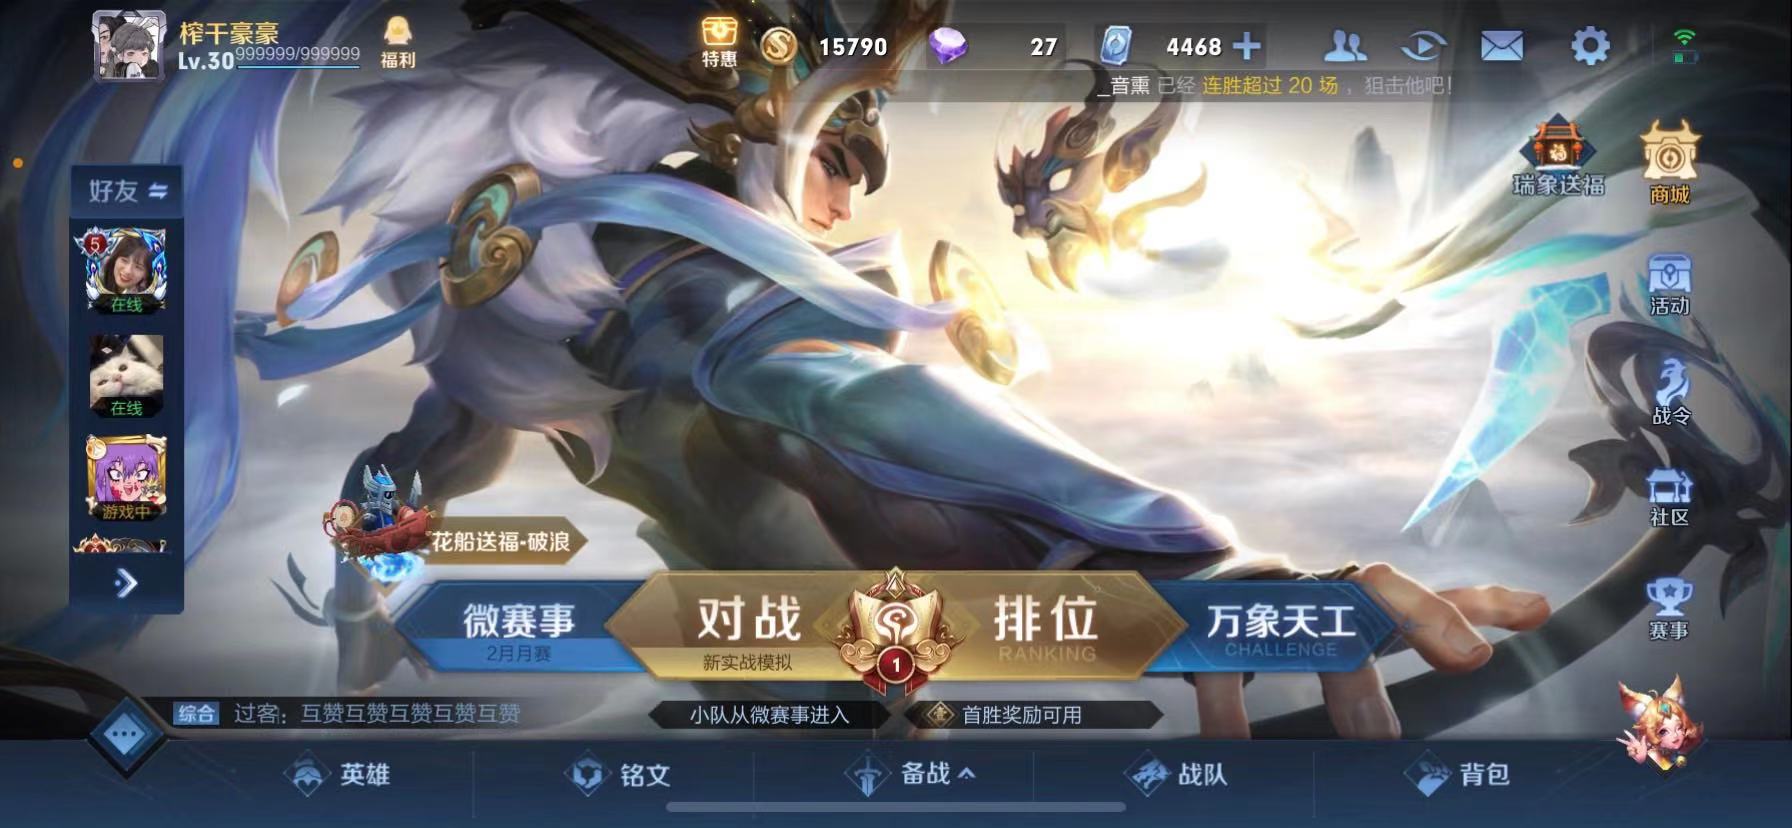 榨干豪豪
Lv.30 999999/999999
福利
特惠
15790
27
4468
_音熏 已经 连胜超过 20 场 ，狙击他吧!
瑞象送福
商城
好友
5
在线
在线
游戏中
活动
战令
社区
赛事
花船送福-破浪
微赛事
2月月赛
对战
新实战模拟
1
排位
RANKING
万象天工
CHALLENGE
综合 过客：互赞互赞互赞互赞互赞
小队从微赛事进入
壹 首胜奖励可用
英雄
铭文
备战
战队
背包